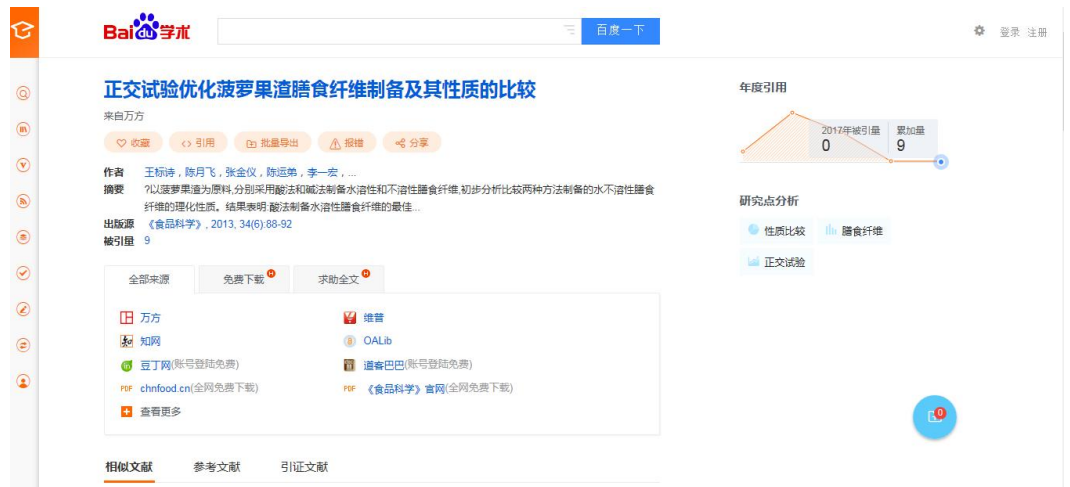 Bai du 学术
百度一下
登录 注册
正交试验优化菠萝果渣膳食纤维制备及其性质的比较
来自万方
收藏
<> 引用
批量导出
报错
分享
作者 王标诗，陈月飞，张金仪，陈运弟，李一宏，...
摘要 ?以菠萝果渣为原料,分别采用酸法和碱法制备水溶性和不溶性膳食纤维,初步分析比较两种方法制备的水不溶性膳食
纤维的理化性质。结果表明:酸法制备水溶性膳食纤维的最佳...
出版源 《食品科学》, 2013, 34(6):88-92
被引量 9
全部来源
免费下载 H
求助全文 H
万方
维普
知网
OALib
豆丁网(账号登陆免费)
道客巴巴(账号登陆免费)
PDF chnfood.cn(全网免费下载)
PDF 《食品科学》官网(全网免费下载)
查看更多
相似文献
参考文献
引证文献
年度引用
2017年被引量 累加量
0 9
研究点分析
性质比较
膳食纤维
正交试验
0